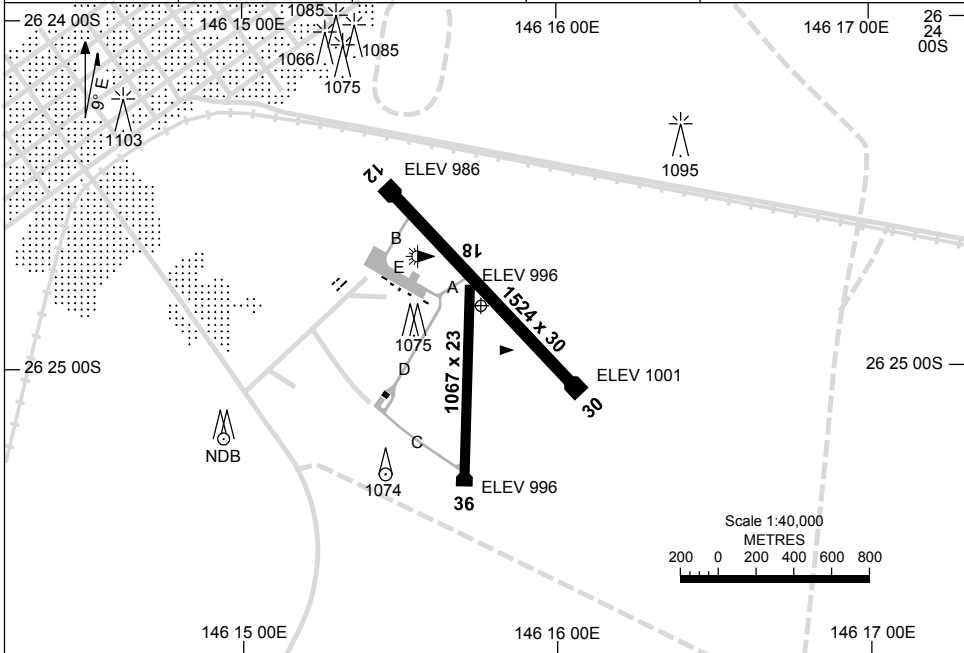 26 24 00S
146 15 00E
1085
146 16 00E
146 17 00E
26
24
00S
1066
1085
1075
9° E
1103
1095
12
ELEV 986
B
E
18
ELEV 996
A
1524 x 30
1075
1067 x 23
26 25 00S
26 25 00S
D
ELEV 1001
30
C
NDB
1074
ELEV 996
36
Scale 1:40,000
METRES
200 0 200 400 600 800
146 15 00E
146 16 00E
146 17 00E